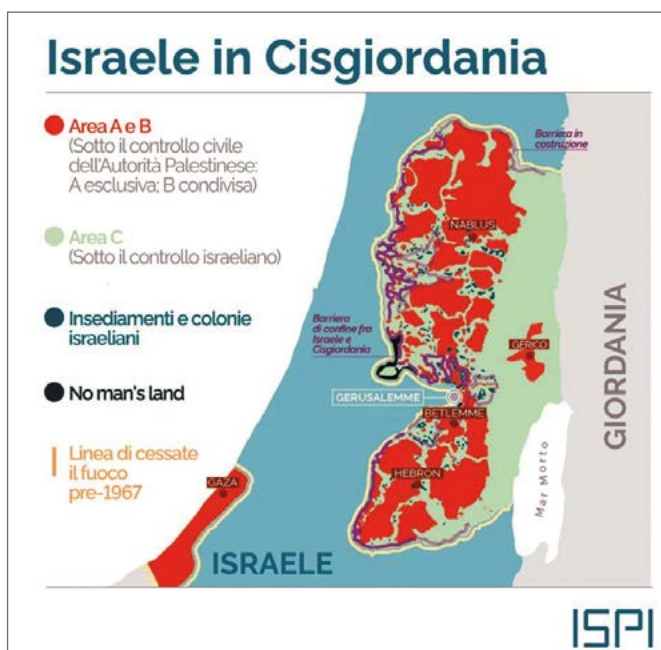 Israele in Cisgiordania
Area A e B
(Sotto il controllo civile
dell'Autorità Palestinese:
A esclusiva; B condivisa)
Area C
(Sotto il controllo israeliano)
Insediamenti e colonie
israeliani
No man's land
Linea di cessate
il fuoco
pre-1967
Barriera in
costruzione
NABLUS
Barriera
di confine fra
Israele e
Cisgiordania
GERICO
GERUSALEMME
BETLEMME
HEBRON
GAZA
ISRAELE
Mar Morto
GIORDANIA
ISPI